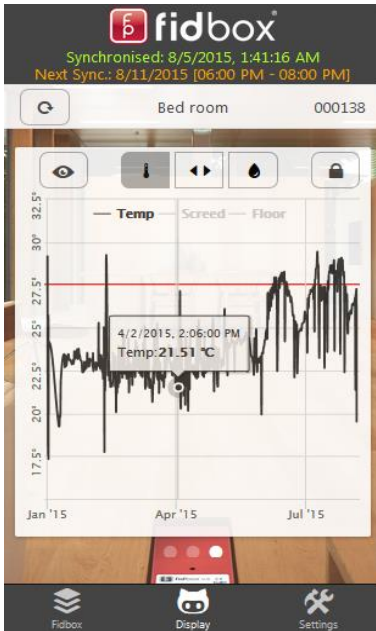 fidbox
Synchronised: 8/5/2015, 1:41:16 AM
Next Sync.: 8/11/2015 [06:00 PM - 08:00 PM]
Bed room 000138
Temp Screed Floor
32.5°
30°
27.5°
25°
22.5°
20°
17.5°
4/2/2015, 2:06:00 PM
Temp:21.51 °C
Jan '15 Apr '15 Jul '15
Fidbox Display Settings